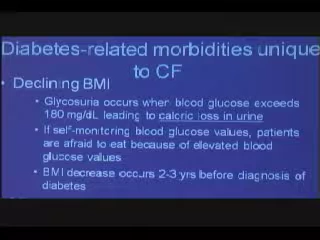 Diabetes-related morbidities unique
to CF
• Declining BMI
• Glycosuria occurs when blood glucose exceeds
180 mg/dL leading to caloric loss in urine
• If self-monitoring blood glucose values, patients
are afraid to eat because of elevated blood
glucose values
• BMI decrease occurs 2-3 yrs before diagnosis of
diabetes